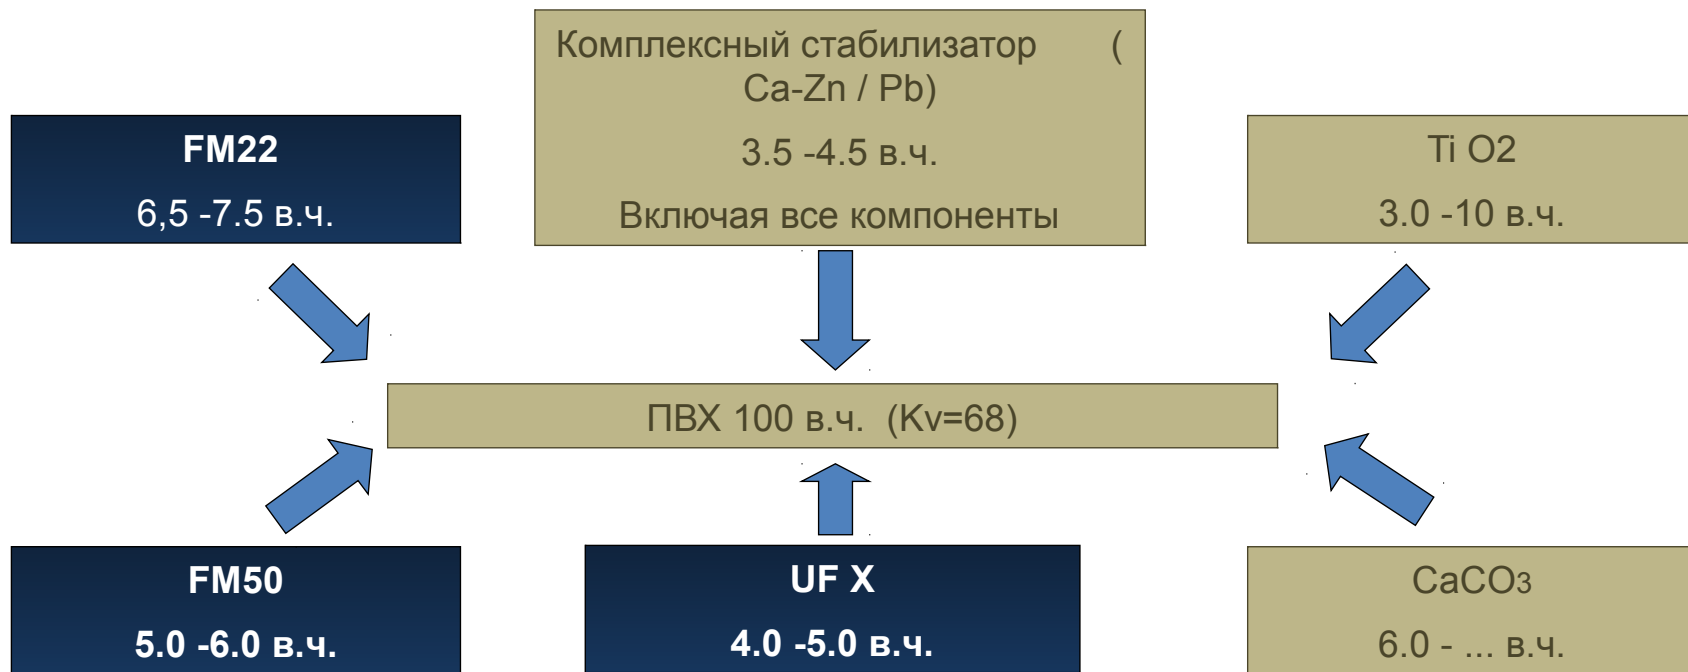 Комплексный стабилизатор (
Ca-Zn / Pb)
3.5 -4.5 в.ч.
Включая все компоненты
FM22
6,5 -7.5 в.ч.
Ti O2
3.0 -10 в.ч.
ПВХ 100 в.ч. (Kv=68)
FM50
5.0 -6.0 в.ч.
UF X
4.0 -5.0 в.ч.
CaCO3
6.0 - ... в.ч.